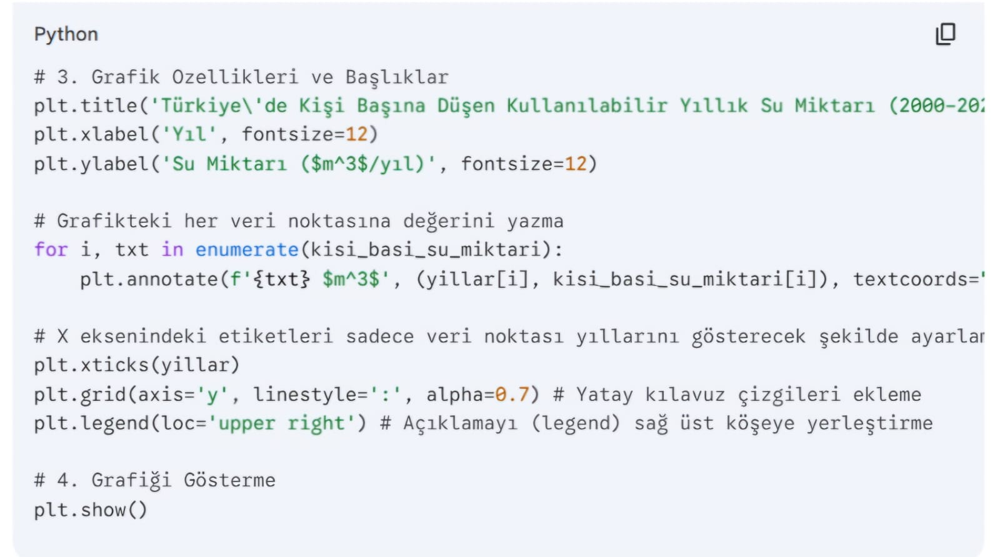 Python
# 3. Grafik Ozellikleri ve Başlıklar
plt.title('Türkiye\'de Kişi Başına Düşen Kullanılabilir Yıllık Su Miktarı (2000-202
plt.xlabel('Yıl', fontsize=12)
plt.ylabel('Su Miktarı ($m^3$/yıl)', fontsize=12)
# Grafikteki her veri noktasına değerini yazma
for i, txt in enumerate(kisi_basi_su_miktari):
    plt.annotate(f'{txt} $m^3$', (yillar[i], kisi_basi_su_miktari[i]), textcoords="
# X eksenindeki etiketleri sadece veri noktası yıllarını gösterecek şekilde ayarlam
plt.xticks(yillar)
plt.grid(axis='y', linestyle=':', alpha=0.7) # Yatay kılavuz çizgileri ekleme
plt.legend(loc='upper right') # Açıklamayı (legend) sağ üst köşeye yerleştirme
# 4. Grafiği Gösterme
plt.show()